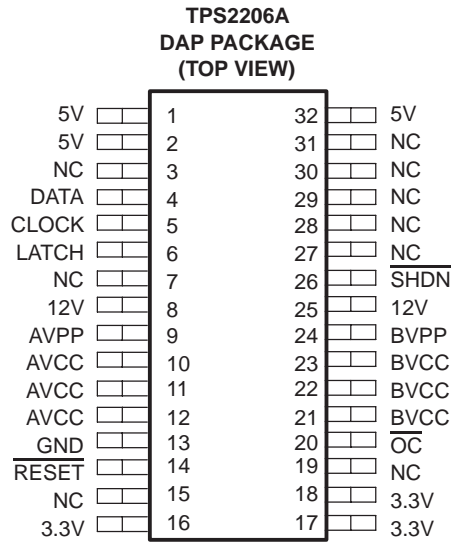 TPS2206A
DAP PACKAGE
(TOP VIEW)
5V 1 32 5V
5V 2 31 NC
NC 3 30 NC
DATA 4 29 NC
CLOCK 5 28 NC
LATCH 6 27 NC
NC 7 26 SHDN
12V 8 25 12V
AVPP 9 24 BVPP
AVCC 10 23 BVCC
AVCC 11 22 BVCC
AVCC 12 21 BVCC
GND 13 20 OC
RESET 14 19 NC
NC 15 18 3.3V
3.3V 16 17 3.3V